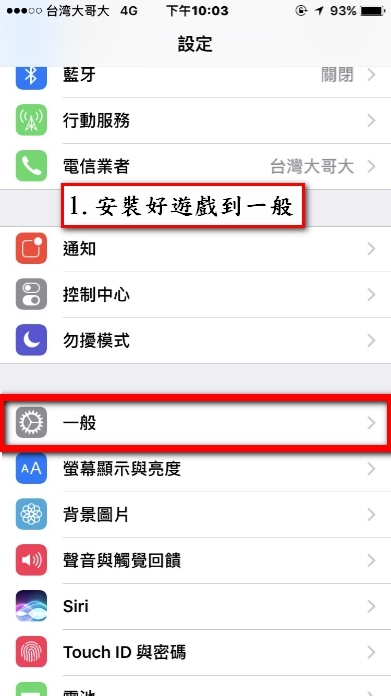 台灣大哥大 4G 下午10:03 93%
設定
藍牙 關閉
行動服務
電信業者 台灣大哥大
1. 安裝好遊戲到一般
通知
控制中心
勿擾模式
一般
AA 螢幕顯示與亮度
背景圖片
聲音與觸覺回饋
Siri
Touch ID 與密碼
電池